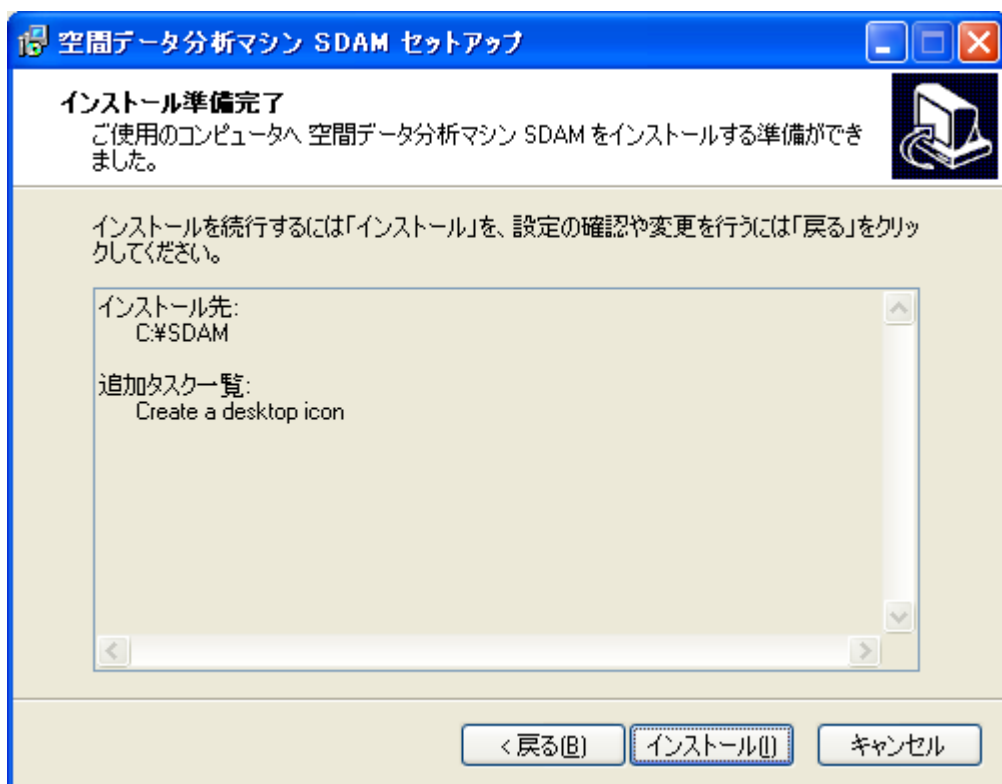 空間データ分析マシン SDAM セットアップ
インストール準備完了
ご使用のコンピュータへ 空間データ分析マシン SDAM をインストールする準備ができ
ました。
インストールを続行するには「インストール」を、設定の確認や変更を行うには「戻る」をクリッ
クしてください。
インストール先:
C:¥SDAM
追加タスク一覧:
Create a desktop icon
< 戻る(B)
インストール(I)
キャンセル